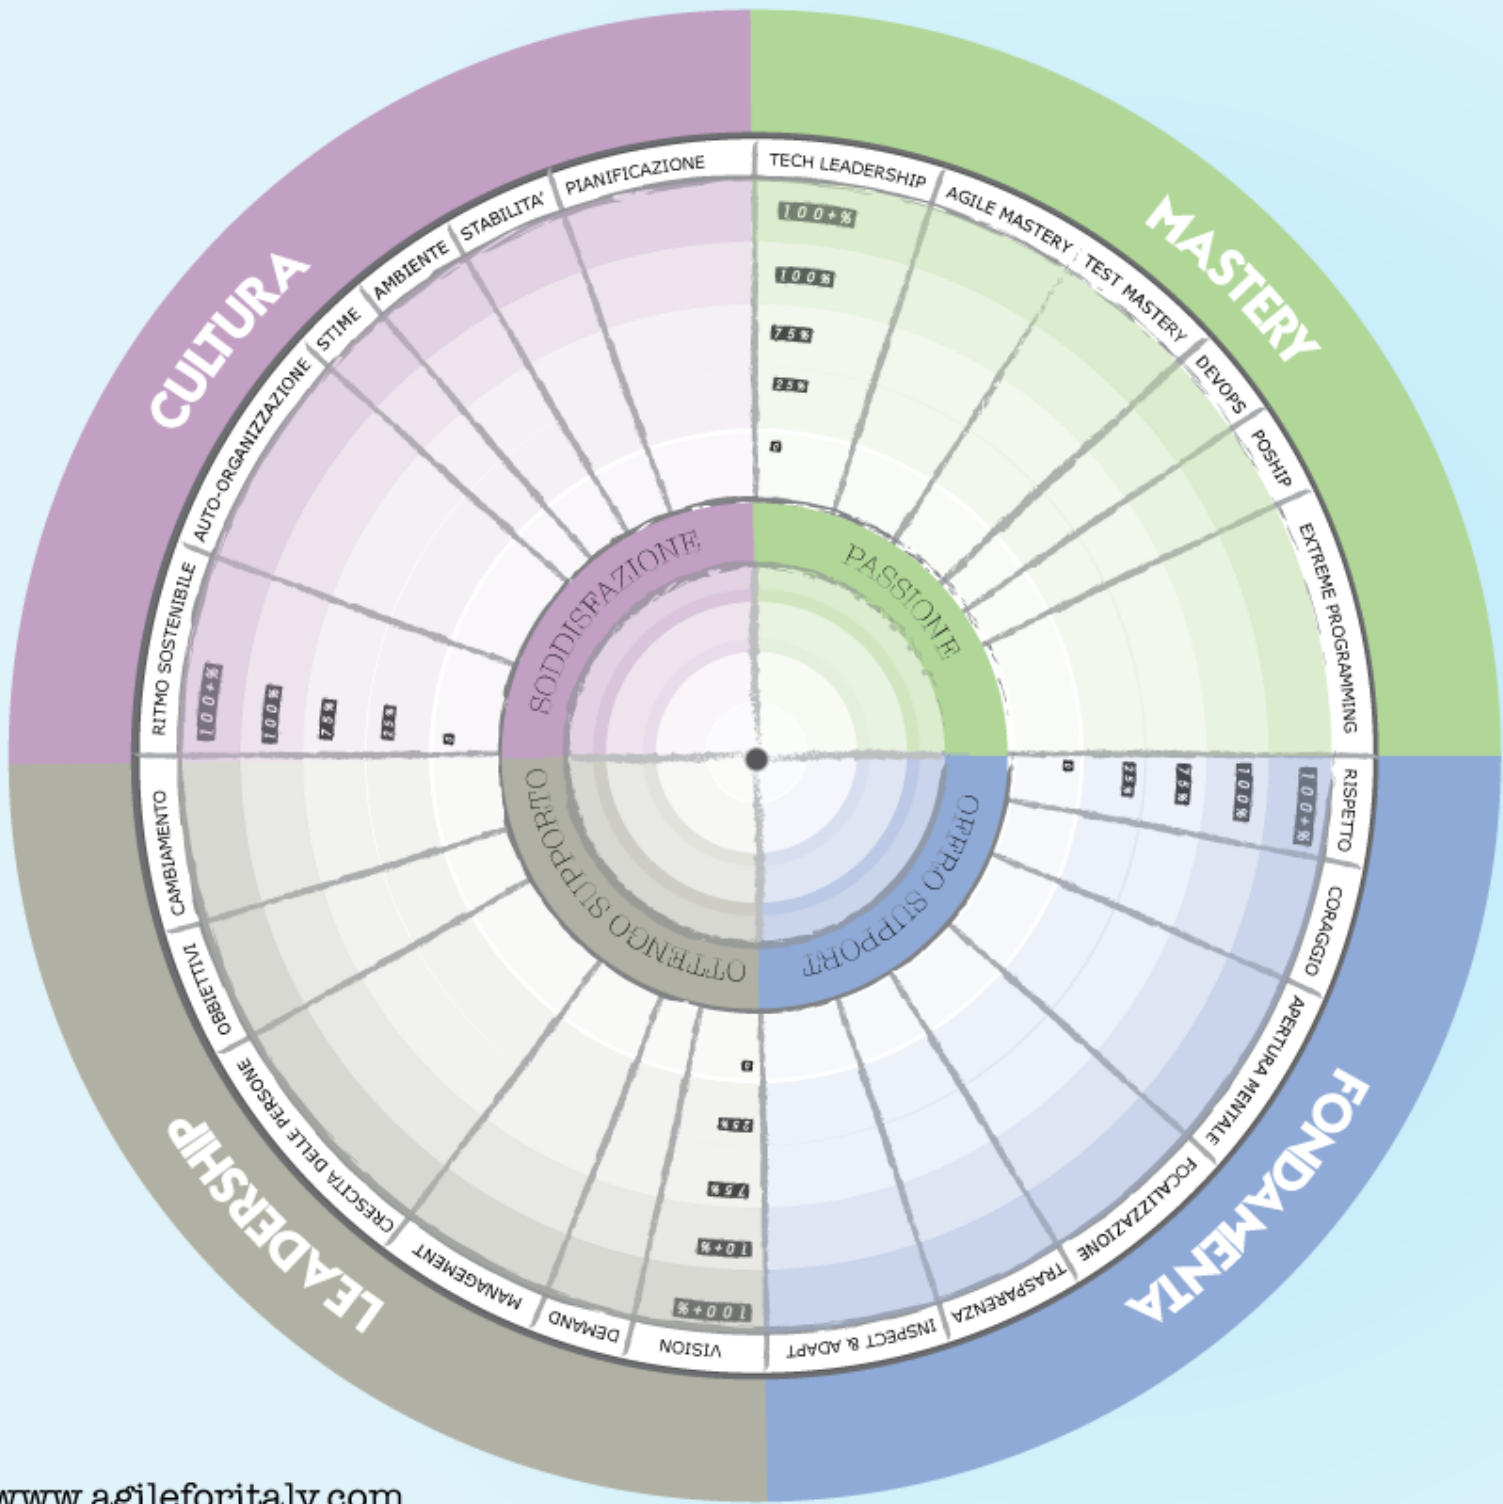 CULTURA
MASTERY
FONDAMENTA
LEADERSHIP
PIANIFICAZIONE
STABILITA'
AMBIENTE
STIME
AUTO-ORGANIZZAZIONE
RITMO SOSTENIBILE
TECH LEADERSHIP
AGILE MASTERY
TEST MASTERY
DEVOPS
POSHIP
EXTREME PROGRAMMING
RISPETTO
CORAGGIO
APERTURA MENTALE
FOCALIZZAZIONE
TRASPARENZA
INSPECT & ADAPT
VISION
DEMAND
MANAGEMENT
CRESCITA DELLE PERSONE
OBBIETTIVI
CAMBIAMENTO
100+%
100%
75%
25%
0
100+%
100%
75%
25%
0
0
25%
75%
100%
100+%
0
25%
75%
10+%
100+%
SODDISFAZIONE
PASSIONE
OFFRO SUPPORT
OTTENGO SUPPORTO
www.agileforitaly.com